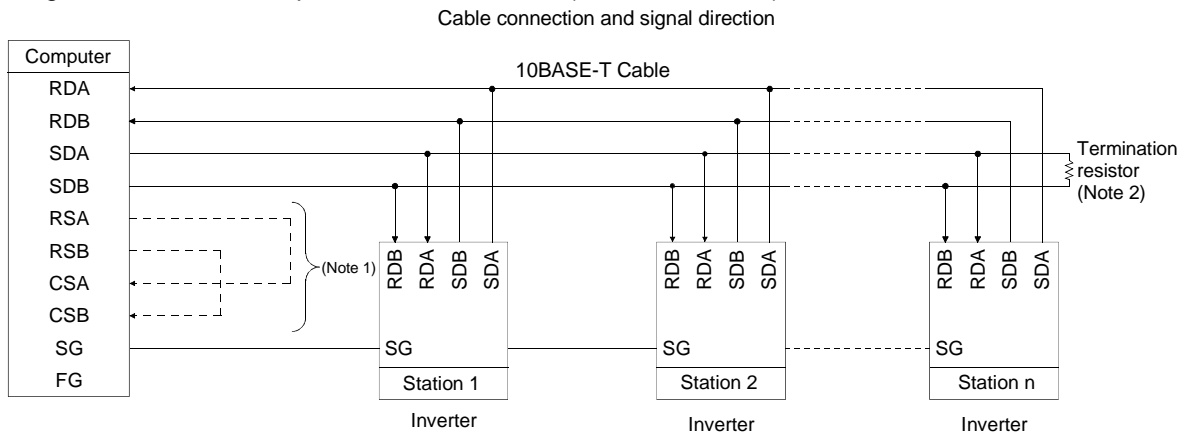 Cable connection and signal direction
Computer
10BASE-T Cable
RDA
RDB
SDA
SDB
RSA
RSB
CSA
CSB
SG
FG
Termination
resistor
(Note 2)
(Note 1)
RDB
RDA
SDB
SDA
SG
Station 1
Inverter
RDB
RDA
SDB
SDA
SG
Station 2
Inverter
RDB
RDA
SDB
SDA
SG
Station n
Inverter